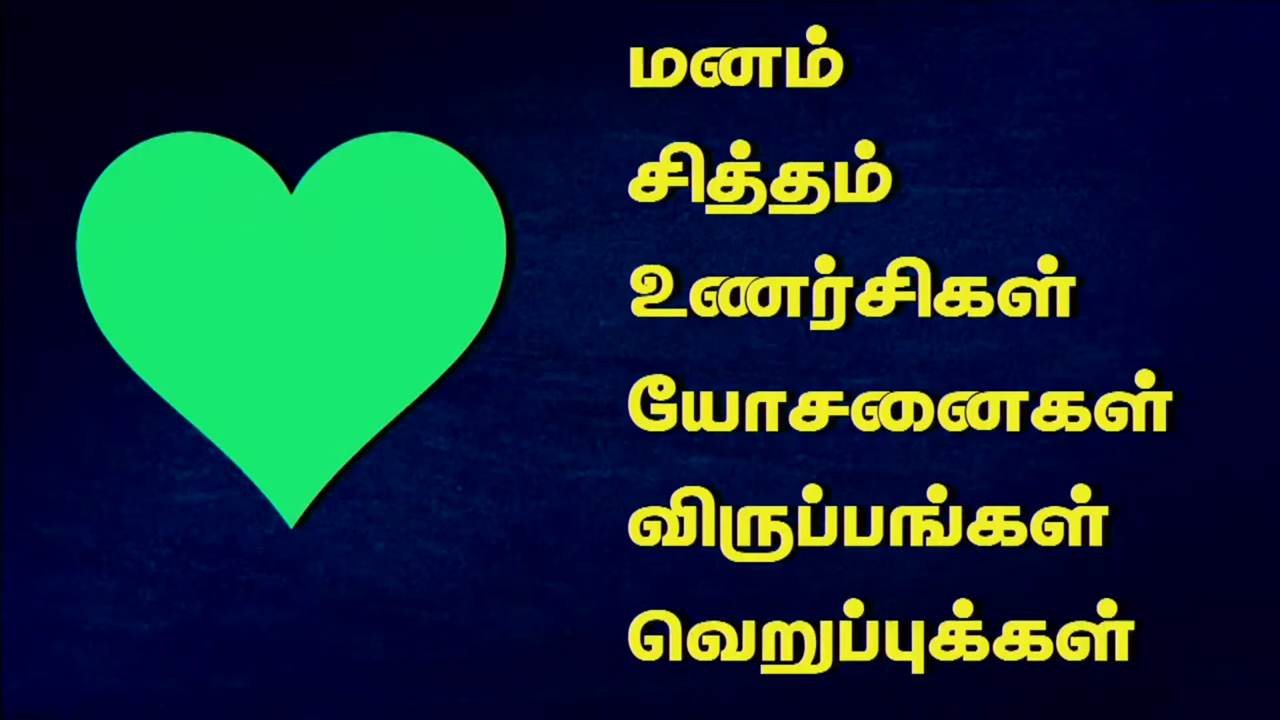 மனம்
சித்தம்
உணர்சிகள்
யோசனைகள்
விருப்பங்கள்
வெறுப்புக்கள்